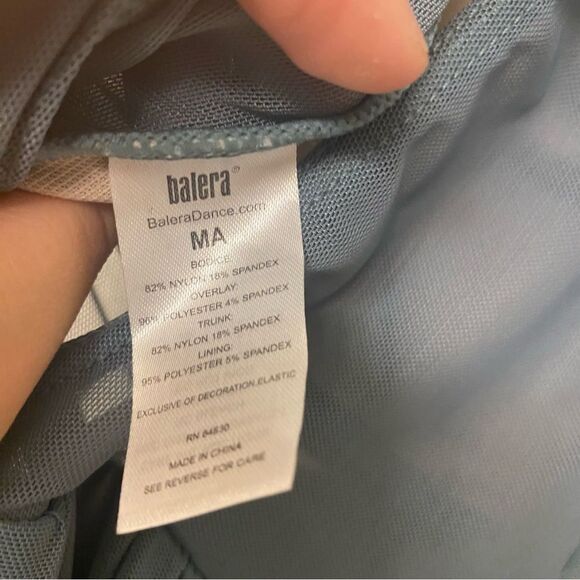 balera®
BaleraDance.com
MA
BODICE:
82% NYLON 18% SPANDEX
OVERLAY:
96% POLYESTER 4% SPANDEX
TRUNK:
82% NYLON 18% SPANDEX
LINING:
95% POLYESTER 5% SPANDEX
EXCLUSIVE OF DECORATION,ELASTIC
RN 64830
MADE IN CHINA
SEE REVERSE FOR CARE